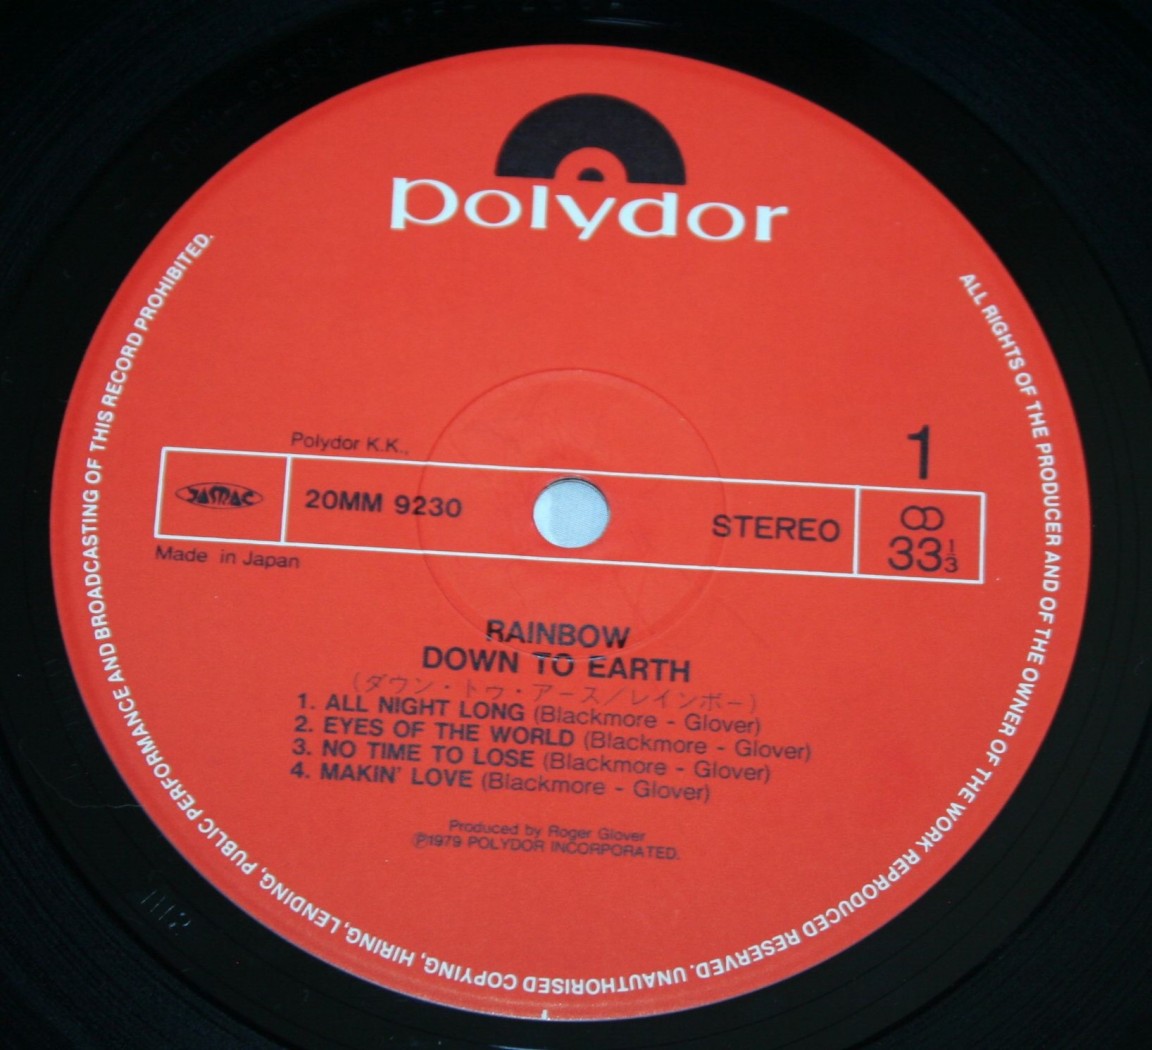 polydor
ALL RIGHTS OF THE PRODUCER AND OF THE OWNER OF THE WORK REPRODUCED RESERVED. UNAUTHORISED COPYING, HIRING, LENDING, PUBLIC PERFORMANCE AND BROADCASTING OF THIS RECORD PROHIBITED.
1
Polydor K.K.,
JASRAC
20MM 9230
STEREO
33 1/3
Made in Japan
RAINBOW
DOWN TO EARTH
(ダウン・トゥ・アース/レインボー)
1. ALL NIGHT LONG (Blackmore - Glover)
2. EYES OF THE WORLD (Blackmore - Glover)
3. NO TIME TO LOSE (Blackmore - Glover)
4. MAKIN' LOVE (Blackmore - Glover)
Produced by Roger Glover
℗1979 POLYDOR INCORPORATED.